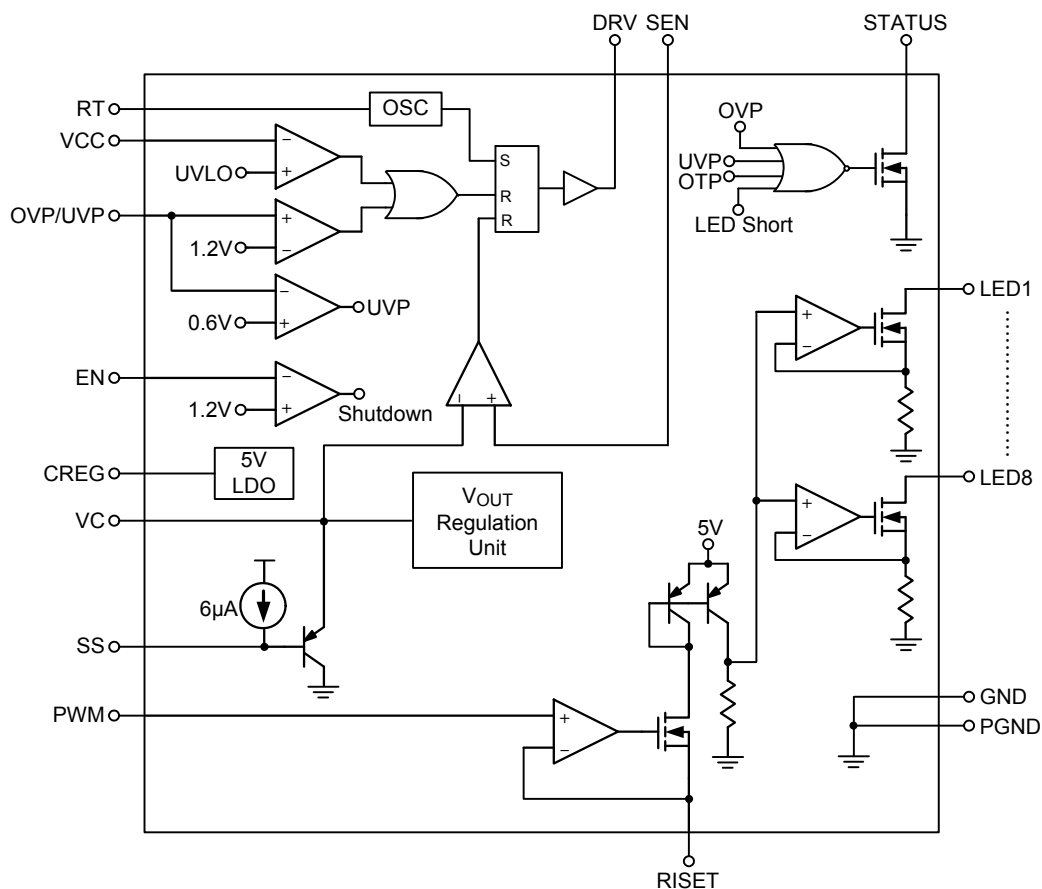 DRV SEN STATUS
RT
OSC
VCC
−
UVLO
+
S
R
R
OVP
UVP
OTP
LED Short
OVP/UVP
+
1.2V
−
−
UVP
0.6V
+
EN
−
1.2V
+
Shutdown
−
+
LED1
+
−
CREG
5V
LDO
VC
VOUT
Regulation
Unit
LED8
+
−
5V
6µA
SS
PWM
+
−
GND
PGND
RISET